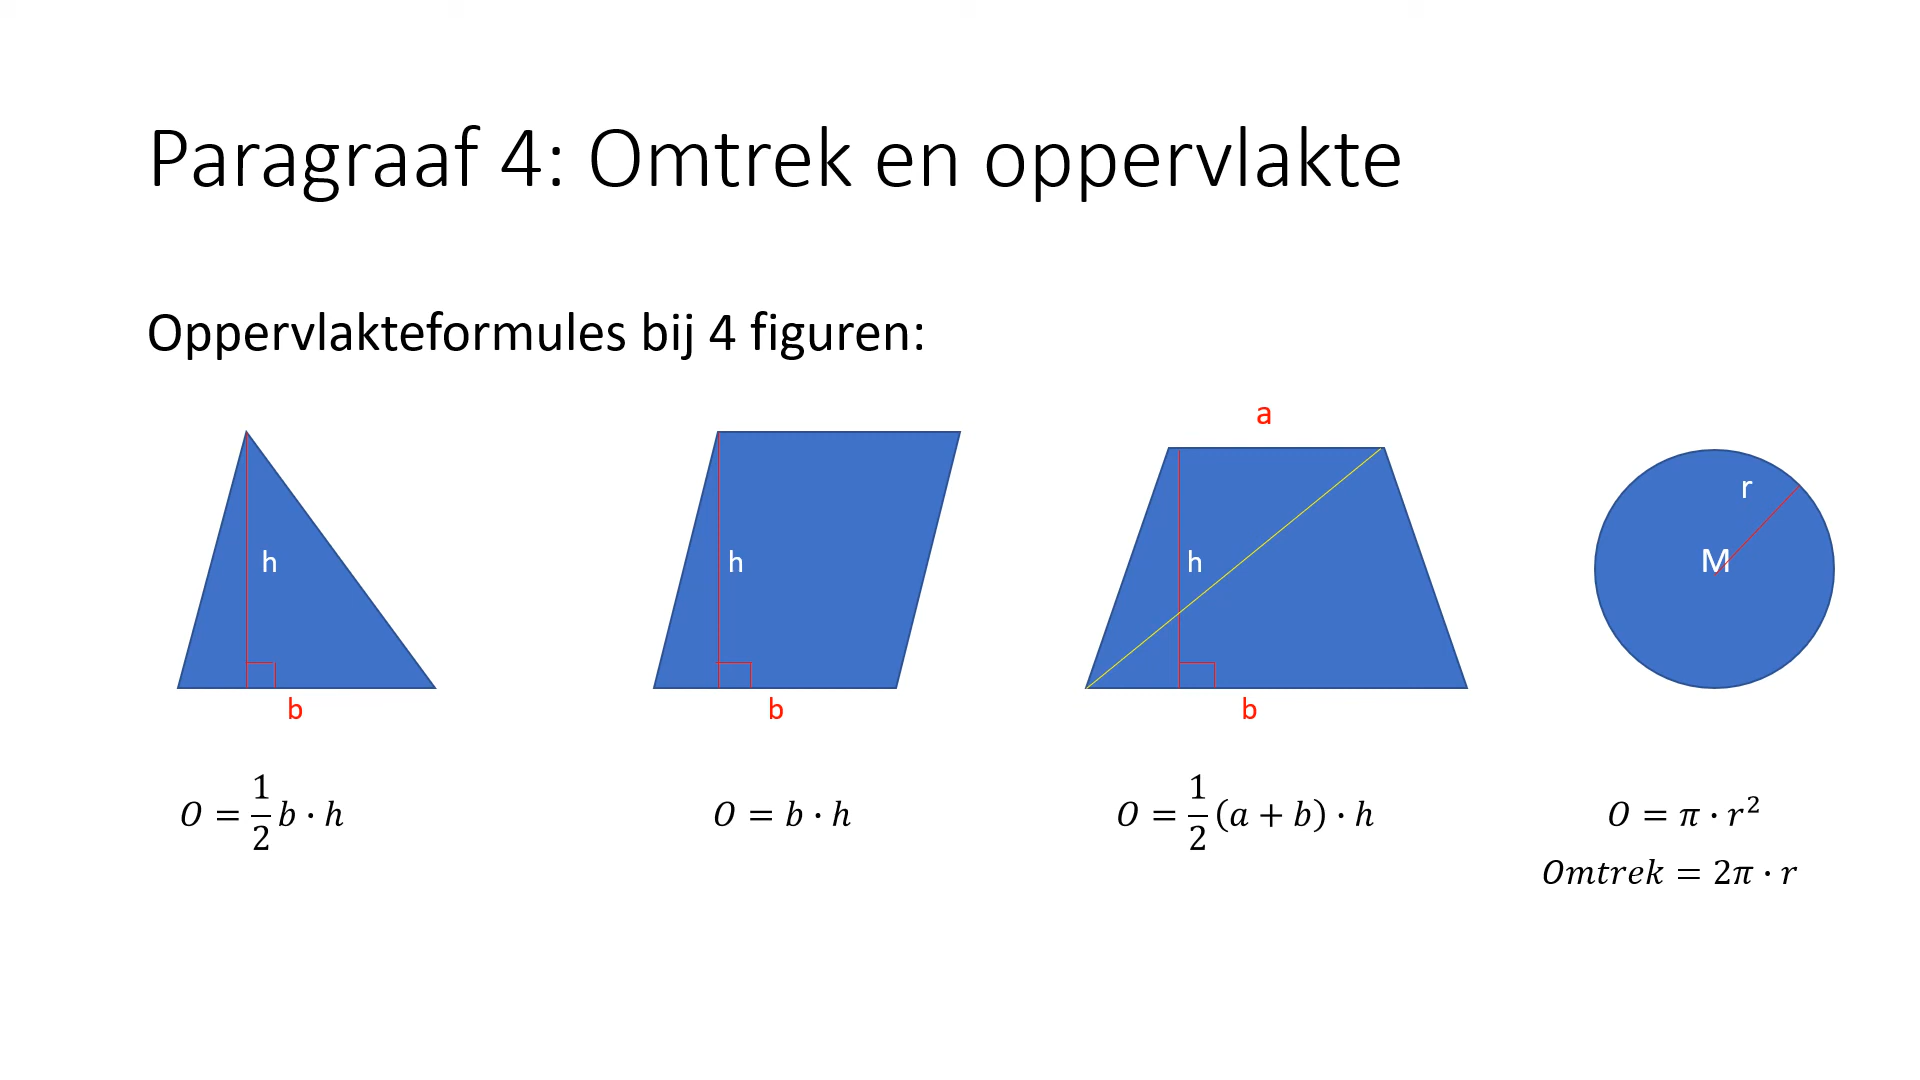 Paragraaf 4: Omtrek en oppervlakte
Oppervlakteformules bij 4 figuren:
h
b
O = 1/2 b · h
h
b
O = b · h
a
h
b
O = 1/2 (a + b) · h
r
M
O = π · r²
Omtrek = 2π · r